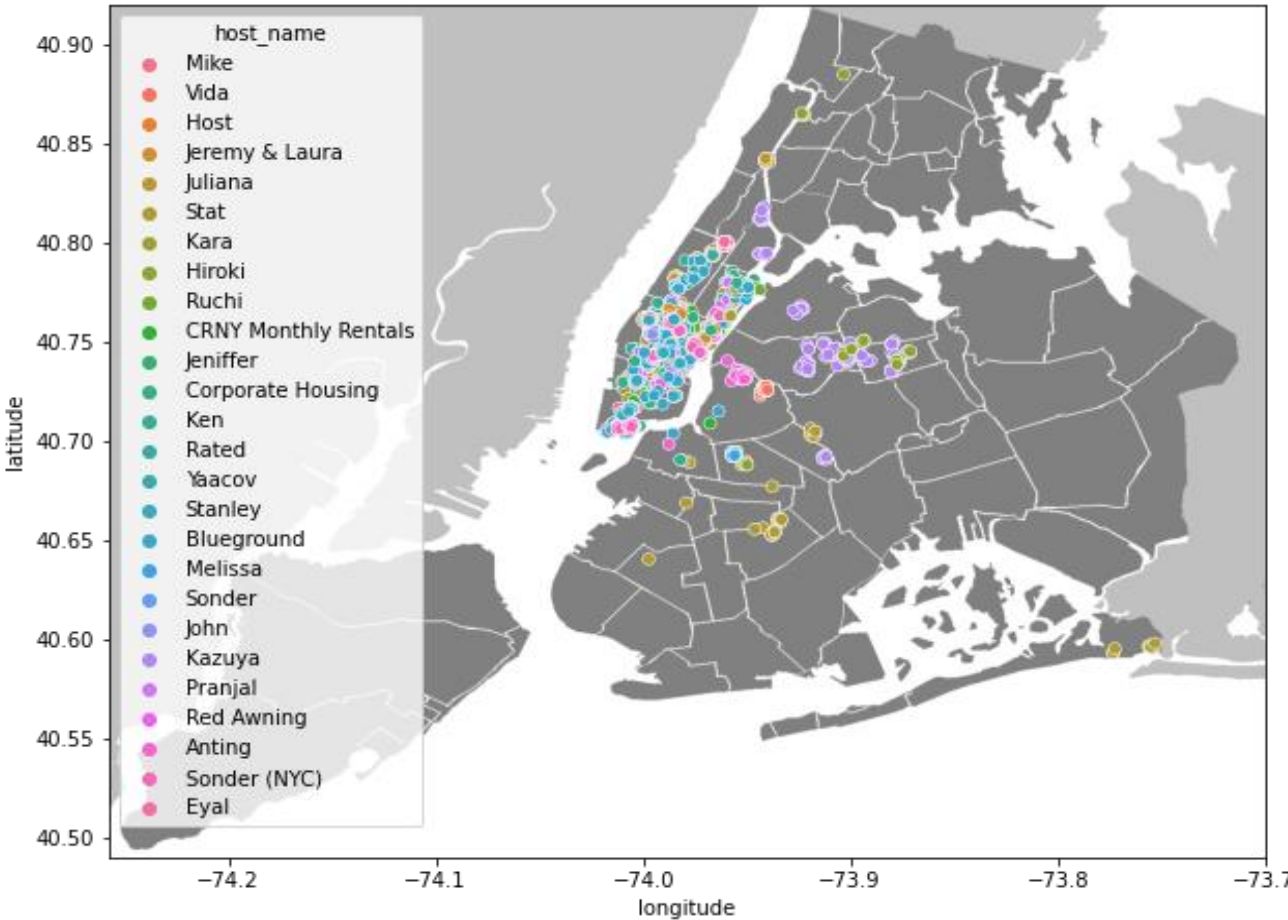 host_name
Mike
Vida
Host
Jeremy & Laura
Juliana
Stat
Kara
Hiroki
Ruchi
CRNY Monthly Rentals
Jeniffer
Corporate Housing
Ken
Rated
Yaacov
Stanley
Blueground
Melissa
Sonder
John
Kazuya
Pranjal
Red Awning
Anting
Sonder (NYC)
Eyal
latitude
40.90
40.85
40.80
40.75
40.70
40.65
40.60
40.55
40.50
−74.2 −74.1 −74.0 −73.9 −73.8 −73.7
longitude